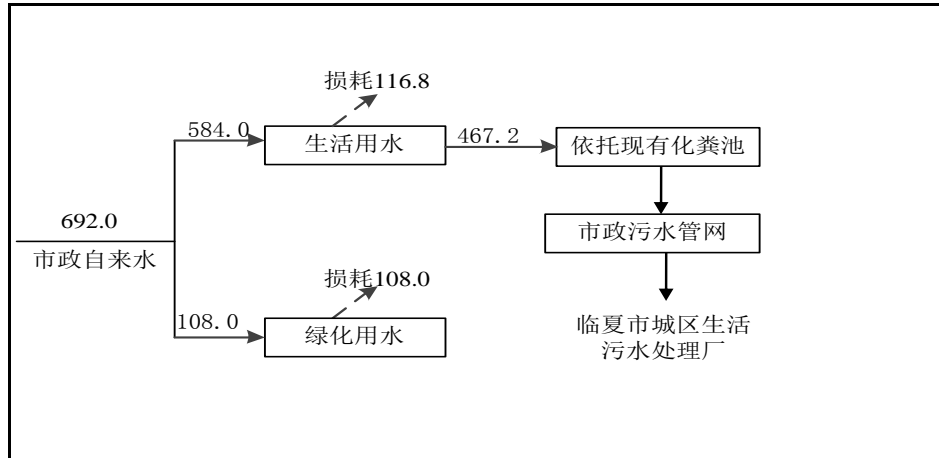 损耗116.8
584.0
生活用水
467.2
依托现有化粪池
692.0
市政自来水
市政污水管网
损耗108.0
108.0
绿化用水
临夏市城区生活
污水处理厂